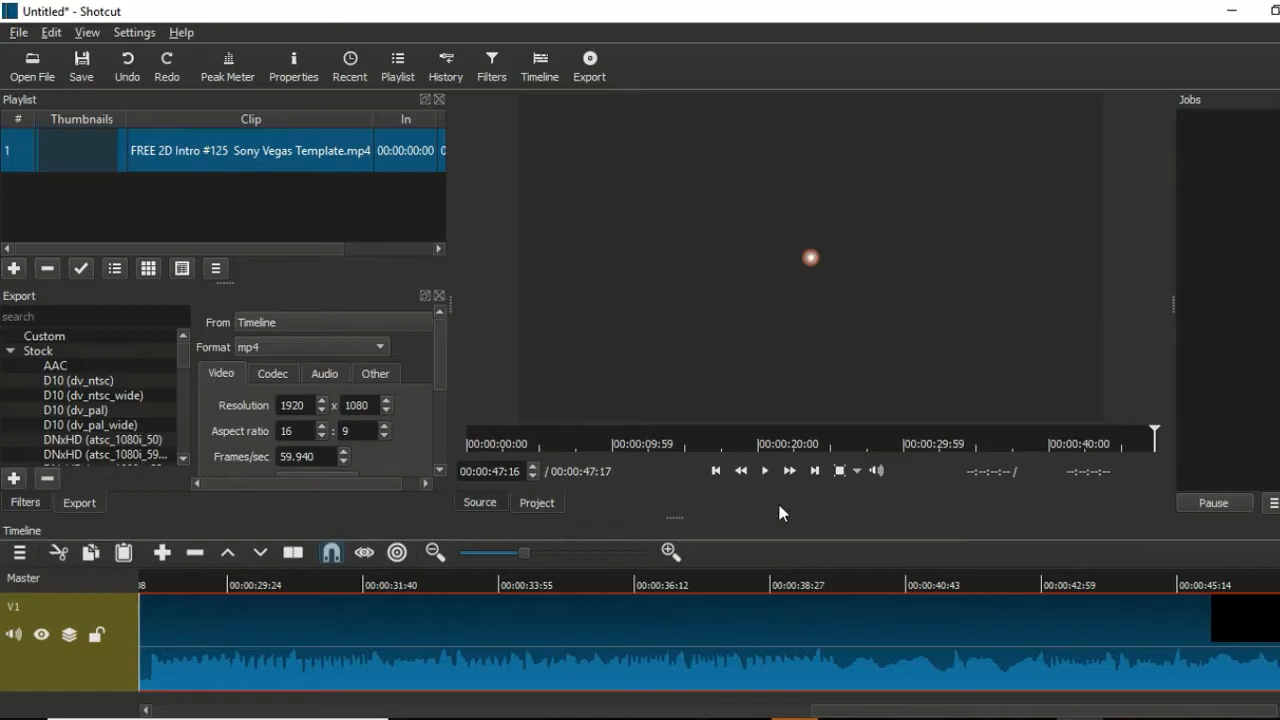 Untitled* - Shotcut
File Edit View Settings Help
Open File Save Undo Redo Peak Meter Properties Recent Playlist History Filters Timeline Export
Playlist
# Thumbnails Clip In
1 FREE 2D Intro #125 Sony Vegas Template.mp4 00:00:00:00
Export
search
Custom
Stock
AAC
D10 (dv_ntsc)
D10 (dv_ntsc_wide)
D10 (dv_pal)
D10 (dv_pal_wide)
DNxHD (atsc_1080i_50)
DNxHD (atsc_1080i_59...
From Timeline
Format mp4
Video Codec Audio Other
Resolution 1920 x 1080
Aspect ratio 16 : 9
Frames/sec 59.940
Filters Export
00:00:00:00 00:00:09:59 00:00:20:00 00:00:29:59 00:00:40:00
00:00:47:16 / 00:00:47:17 --:--:--:-- / --:--:--:--
Source Project
Jobs
Pause
Timeline
Master
08 00:00:29:24 00:00:31:40 00:00:33:55 00:00:36:12 00:00:38:27 00:00:40:43 00:00:42:59 00:00:45:14
V1